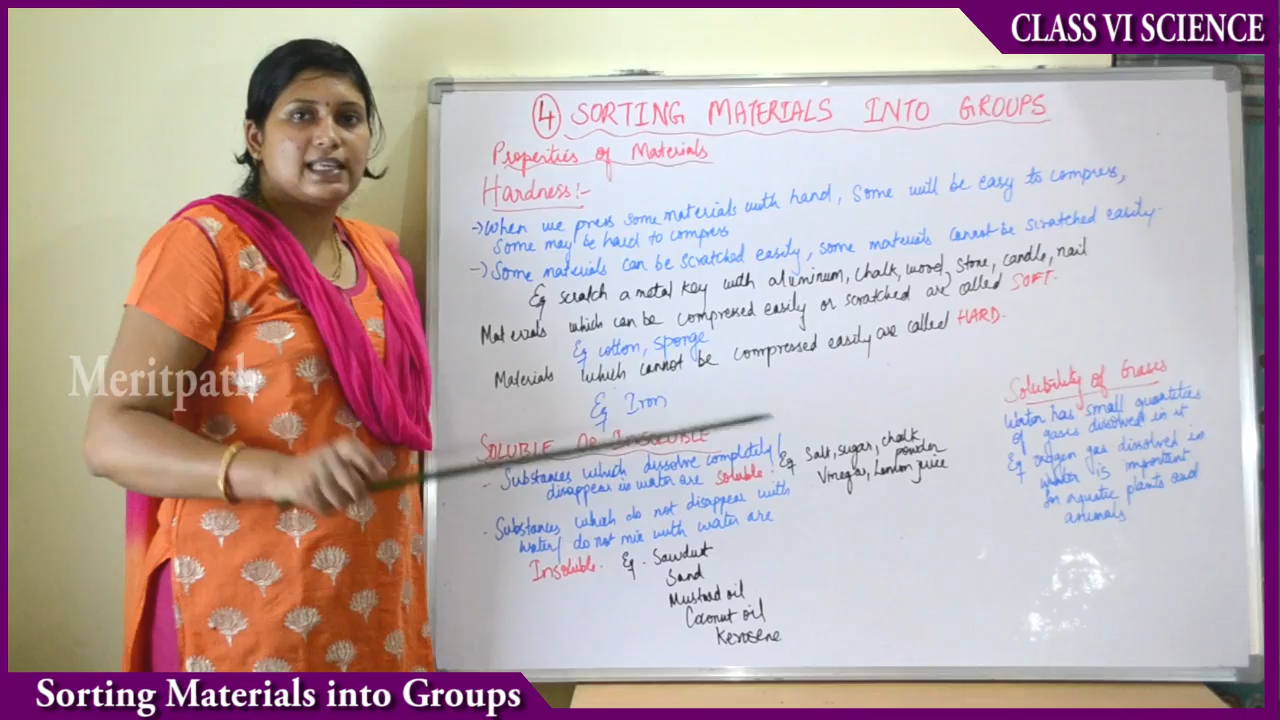 CLASS VI SCIENCE
④ SORTING MATERIALS INTO GROUPS
Properties of Materials
Hardness:-
→ When we press some materials with hand, Some will be easy to compress,
Some may be hard to compress
→ Some materials can be scratched easily, some materials cannot be scratched easily.
Eg scratch a metal key with aluminum, chalk, wood, stone, candle, nail
Materials which can be compressed easily or scratched are called SOFT.
Eg cotton, sponge
Materials which cannot be compressed easily are called HARD.
Eg Iron
SOLUBLE OR INSOLUBLE
- Substances which dissolve completely/
disappear in water are soluble. Eg Salt, sugar, chalk powder
Vinegar, Lemon juice
• Substances which do not disappear with
water/ do not mix with water are
Insoluble. Eg. Sawdust
Sand
Mustard oil
Coconut oil
Kerosene
Solubility of Gases
Water has small quantities
of gases dissolved in it
Eg oxygen gas dissolved in
water is important
for aquatic plants and
animals
Meritpath
Sorting Materials into Groups